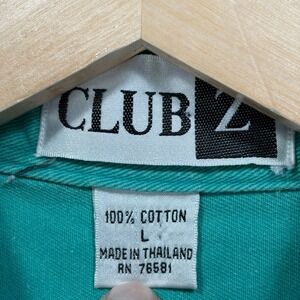 CLUB Z
100% COTTON
L
MADE IN THAILAND
RN 76581